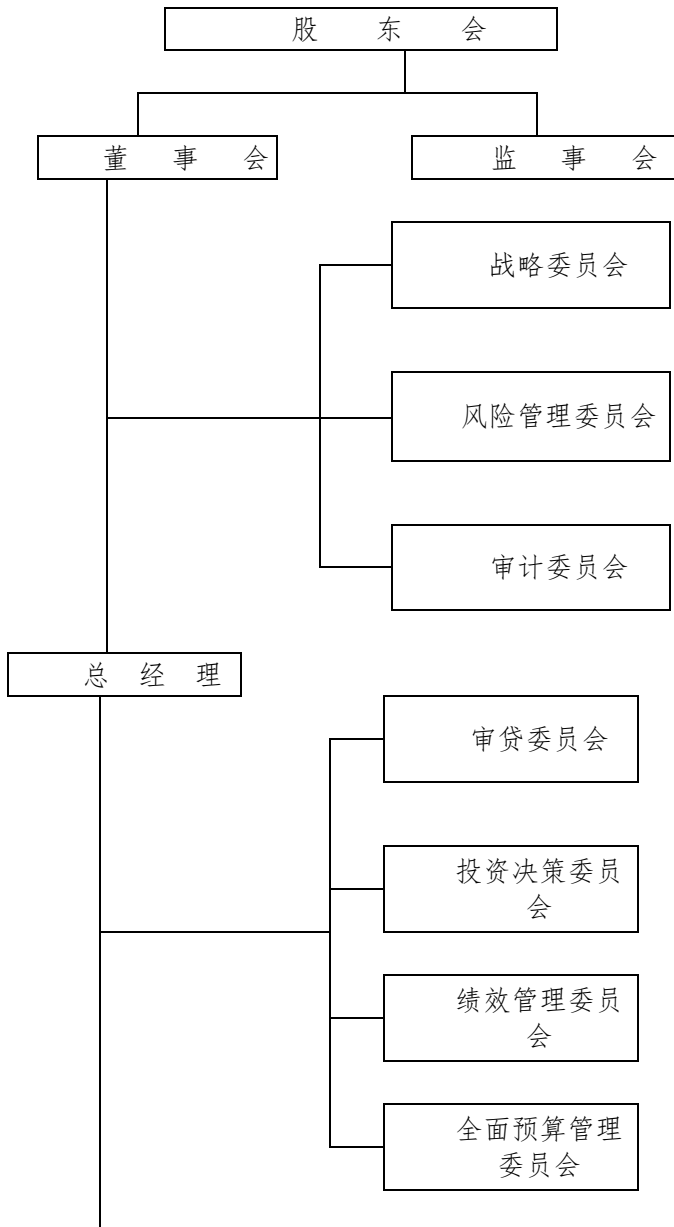 股 东 会
董 事 会
监 事 会
战略委员会
风险管理委员会
审计委员会
总 经 理
审贷委员会
投资决策委员
会
绩效管理委员
会
全面预算管理
委员会